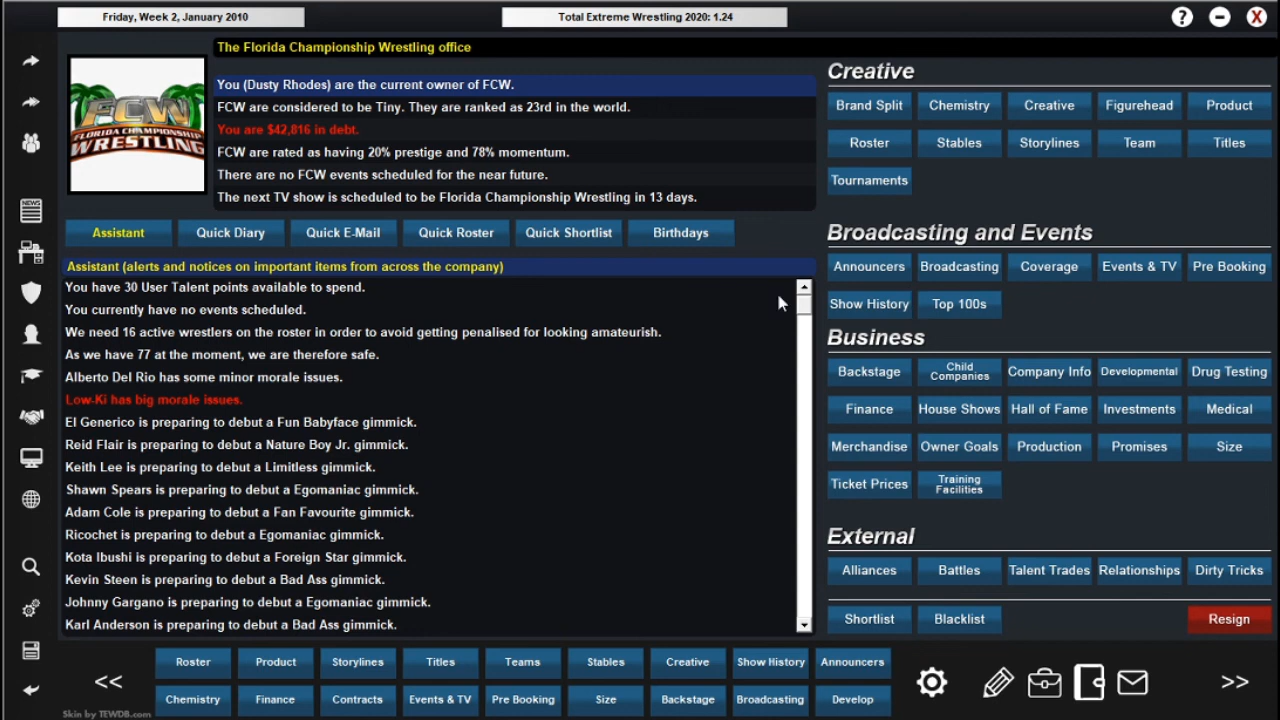 Friday, Week 2, January 2010
Total Extreme Wrestling 2020: 1.24
?
X
The Florida Championship Wrestling office
FCW
FLORIDA CHAMPIONSHIP
WRESTLING
You (Dusty Rhodes) are the current owner of FCW.
FCW are considered to be Tiny. They are ranked as 23rd in the world.
You are $42,816 in debt.
FCW are rated as having 20% prestige and 78% momentum.
There are no FCW events scheduled for the near future.
The next TV show is scheduled to be Florida Championship Wrestling in 13 days.
Assistant
Quick Diary
Quick E-Mail
Quick Roster
Quick Shortlist
Birthdays
Assistant (alerts and notices on important items from across the company)
You have 30 User Talent points available to spend.
You currently have no events scheduled.
We need 16 active wrestlers on the roster in order to avoid getting penalised for looking amateurish.
As we have 77 at the moment, we are therefore safe.
Alberto Del Rio has some minor morale issues.
Low-Ki has big morale issues.
El Generico is preparing to debut a Fun Babyface gimmick.
Reid Flair is preparing to debut a Nature Boy Jr. gimmick.
Keith Lee is preparing to debut a Limitless gimmick.
Shawn Spears is preparing to debut a Egomaniac gimmick.
Adam Cole is preparing to debut a Fan Favourite gimmick.
Ricochet is preparing to debut a Egomaniac gimmick.
Kota Ibushi is preparing to debut a Foreign Star gimmick.
Kevin Steen is preparing to debut a Bad Ass gimmick.
Johnny Gargano is preparing to debut a Egomaniac gimmick.
Karl Anderson is preparing to debut a Bad Ass gimmick.
Creative
Brand Split
Chemistry
Creative
Figurehead
Product
Roster
Stables
Storylines
Team
Titles
Tournaments
Broadcasting and Events
Announcers
Broadcasting
Coverage
Events & TV
Pre Booking
Show History
Top 100s
Business
Backstage
Child
Companies
Company Info
Developmental
Drug Testing
Finance
House Shows
Hall of Fame
Investments
Medical
Merchandise
Owner Goals
Production
Promises
Size
Ticket Prices
Training
Facilities
External
Alliances
Battles
Talent Trades
Relationships
Dirty Tricks
Shortlist
Blacklist
Resign
NEWS
<<
Roster
Product
Storylines
Titles
Teams
Stables
Creative
Show History
Announcers
Chemistry
Finance
Contracts
Events & TV
Pre Booking
Size
Backstage
Broadcasting
Develop
>>
Skin by TEWDB.com